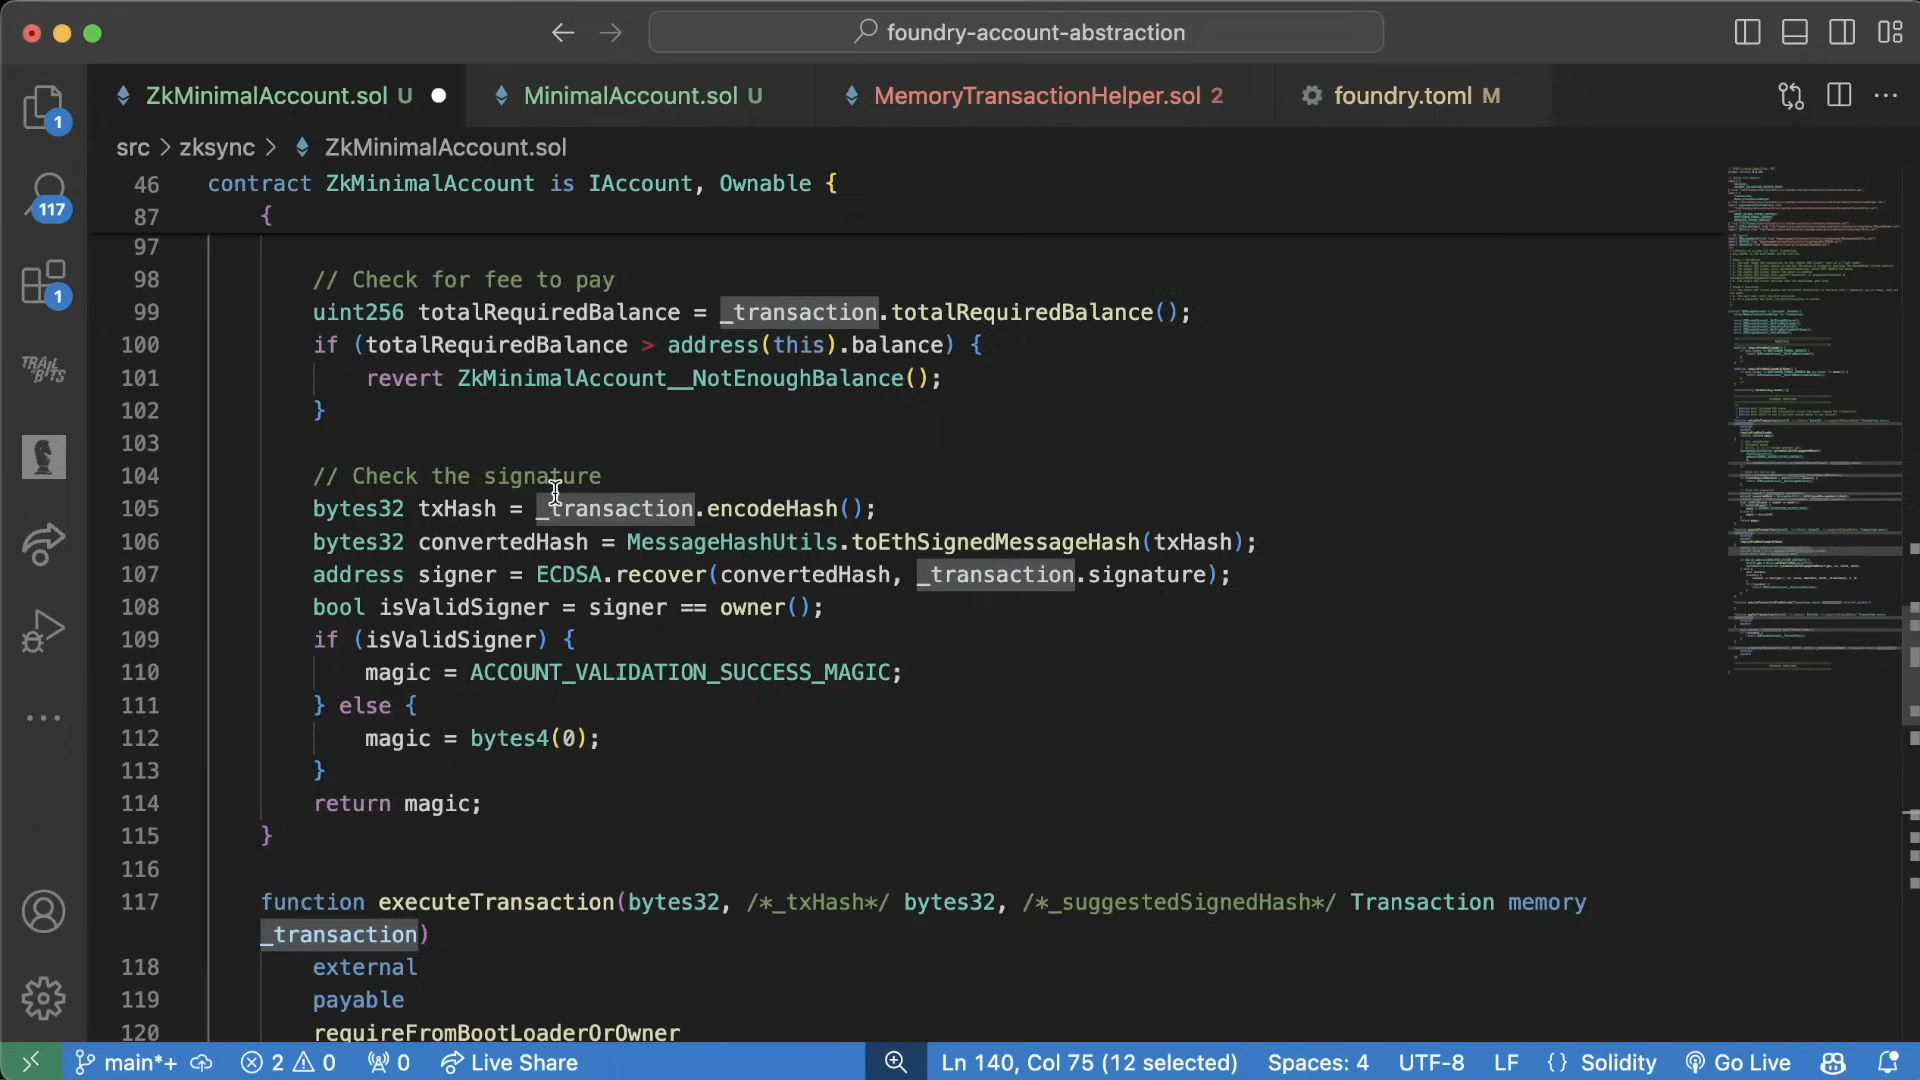 foundry-account-abstraction
ZkMinimalAccount.sol U
MinimalAccount.sol U
MemoryTransactionHelper.sol 2
foundry.toml M
src > zksync > ZkMinimalAccount.sol
46 contract ZkMinimalAccount is IAccount, Ownable {
87 {
97
98 // Check for fee to pay
99 uint256 totalRequiredBalance = _transaction.totalRequiredBalance();
100 if (totalRequiredBalance > address(this).balance) {
101 revert ZkMinimalAccount__NotEnoughBalance();
102 }
103
104 // Check the signature
105 bytes32 txHash = _transaction.encodeHash();
106 bytes32 convertedHash = MessageHashUtils.toEthSignedMessageHash(txHash);
107 address signer = ECDSA.recover(convertedHash, _transaction.signature);
108 bool isValidSigner = signer == owner();
109 if (isValidSigner) {
110 magic = ACCOUNT_VALIDATION_SUCCESS_MAGIC;
111 } else {
112 magic = bytes4(0);
113 }
114 return magic;
115 }
116
117 function executeTransaction(bytes32, /*_txHash*/ bytes32, /*_suggestedSignedHash*/ Transaction memory
_transaction)
118 external
119 payable
120 requireFromBootLoaderOrOwner
1
117
1
TRAIL OF BITS
main*+ 2 0 0 Live Share Ln 140, Col 75 (12 selected) Spaces: 4 UTF-8 LF {} Solidity Go Live